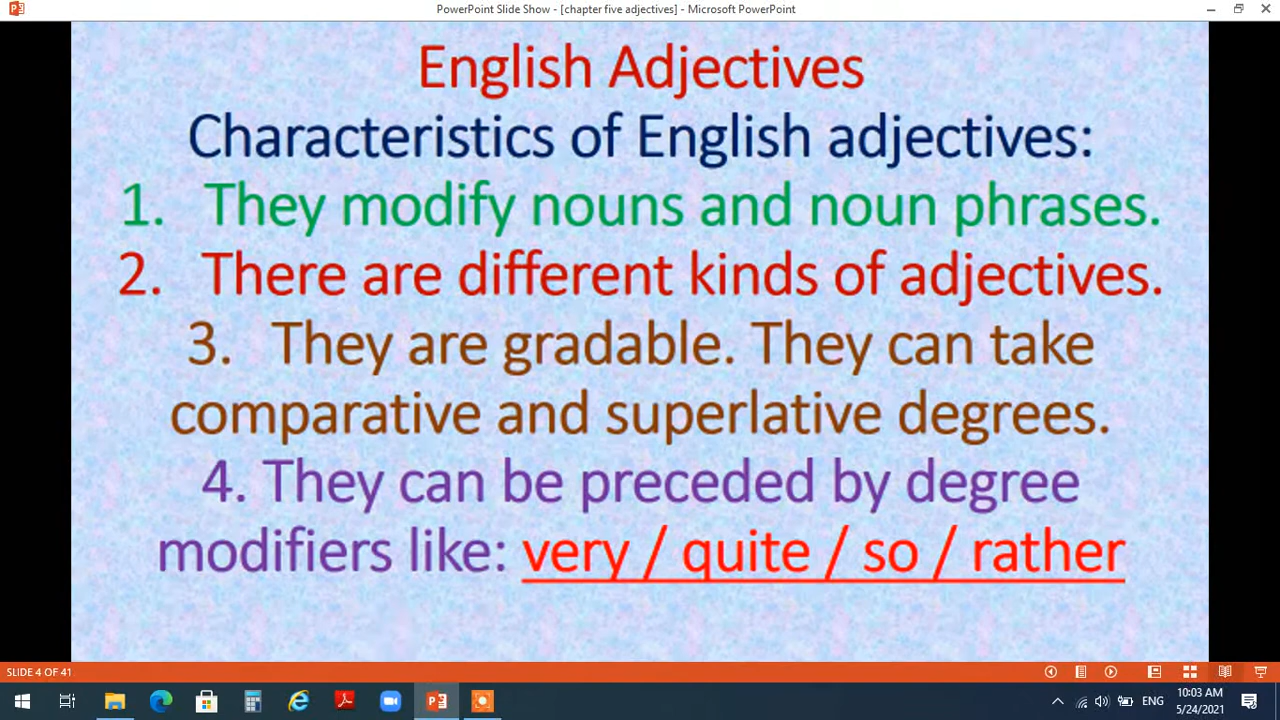 PowerPoint Slide Show - [chapter five adjectives] - Microsoft PowerPoint
English Adjectives
Characteristics of English adjectives:
1. They modify nouns and noun phrases.
2. There are different kinds of adjectives.
3. They are gradable. They can take
comparative and superlative degrees.
4. They can be preceded by degree
modifiers like: very / quite / so / rather
SLIDE 4 OF 41
ENG
10:03 AM
5/24/2021